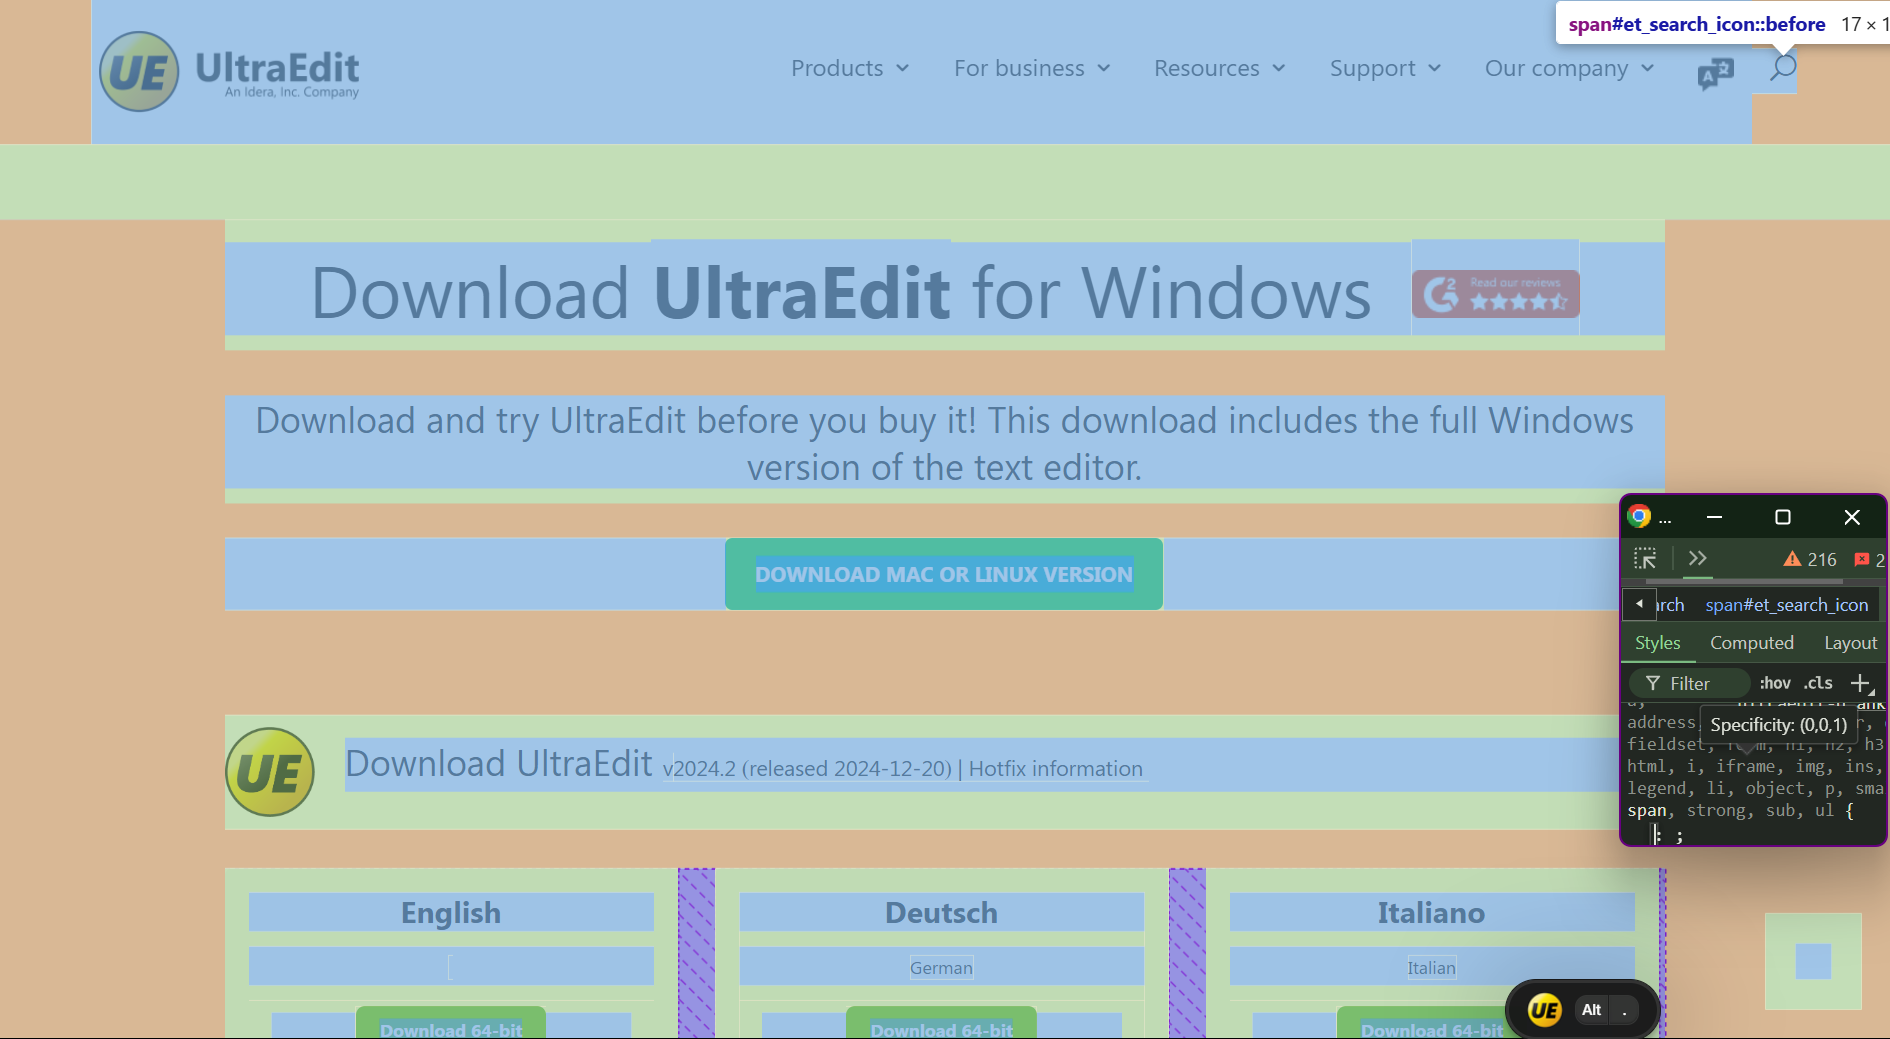 span#et_search_icon::before 17 × 1
UE UltraEdit
An Idera, Inc. Company
Products
For business
Resources
Support
Our company
Download UltraEdit for Windows
G2 Read our reviews
Download and try UltraEdit before you buy it! This download includes the full Windows
version of the text editor.
DOWNLOAD MAC OR LINUX VERSION
UE
Download UltraEdit v2024.2 (released 2024-12-20) | Hotfix information
English
Deutsch
German
Italiano
Italian
Download 64-bit
Download 64-bit
Download 64-bit
...
216
2
span#et_search_icon
Styles
Computed
Layout
Filter
:hov .cls
Specificity: (0,0,1)
address,
fieldset, form, h1, h2, h3
html, i, iframe, img, ins,
legend, li, object, p, sma
span, strong, sub, ul {
: ;
UE Alt .